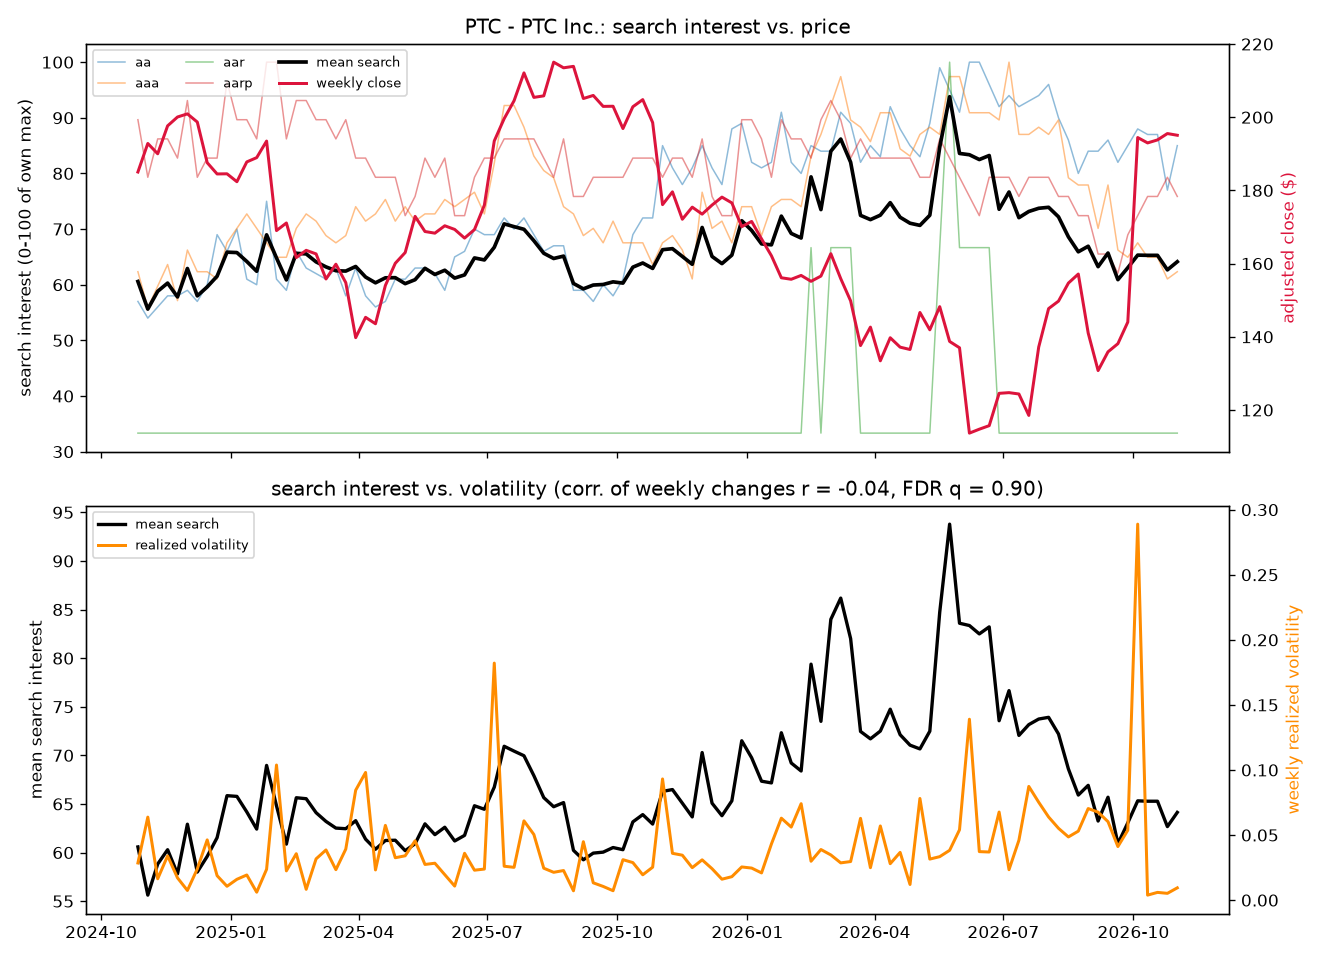 PTC - PTC Inc.: search interest vs. price
aa
aaa
aar
aarp
mean search
weekly close
search interest (0-100 of own max)
100
90
80
70
60
50
40
30
220
200
180
160
140
120
adjusted close ($)
search interest vs. volatility (corr. of weekly changes r = -0.04, FDR q = 0.90)
mean search
realized volatility
mean search interest
95
90
85
80
75
70
65
60
55
0.30
0.25
0.20
0.15
0.10
0.05
0.00
weekly realized volatility
2024-10
2025-01
2025-04
2025-07
2025-10
2026-01
2026-04
2026-07
2026-10